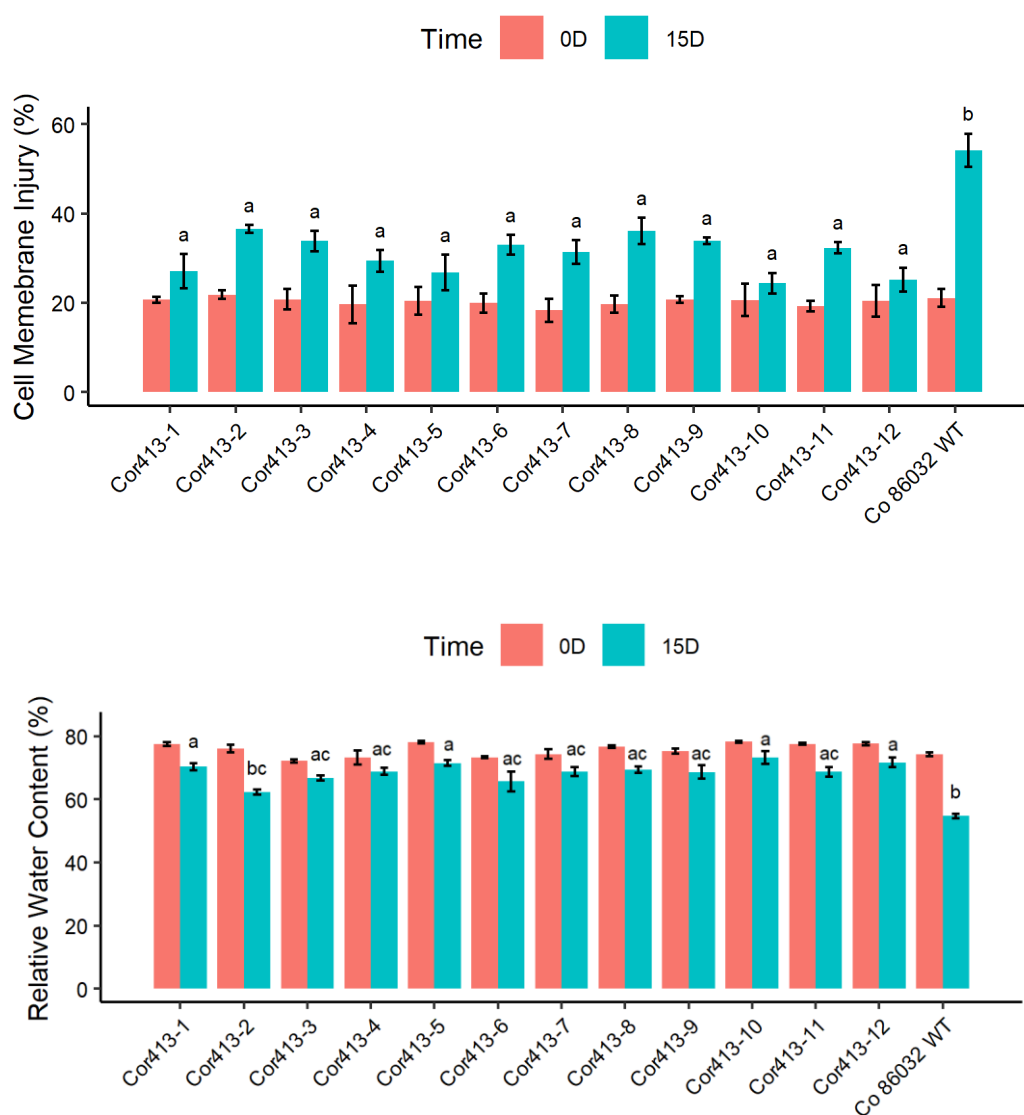 Time 0D 15D
Cell Memebrane Injury (%)
60
40
20
0
a a a a a a a a a a a a b
Cor413-1 Cor413-2 Cor413-3 Cor413-4 Cor413-5 Cor413-6 Cor413-7 Cor413-8 Cor413-9 Cor413-10 Cor413-11 Cor413-12 Co 86032 WT
Time 0D 15D
Relative Water Content (%)
80
60
40
20
0
a bc ac ac a ac ac ac ac a ac a b
Cor413-1 Cor413-2 Cor413-3 Cor413-4 Cor413-5 Cor413-6 Cor413-7 Cor413-8 Cor413-9 Cor413-10 Cor413-11 Cor413-12 Co 86032 WT